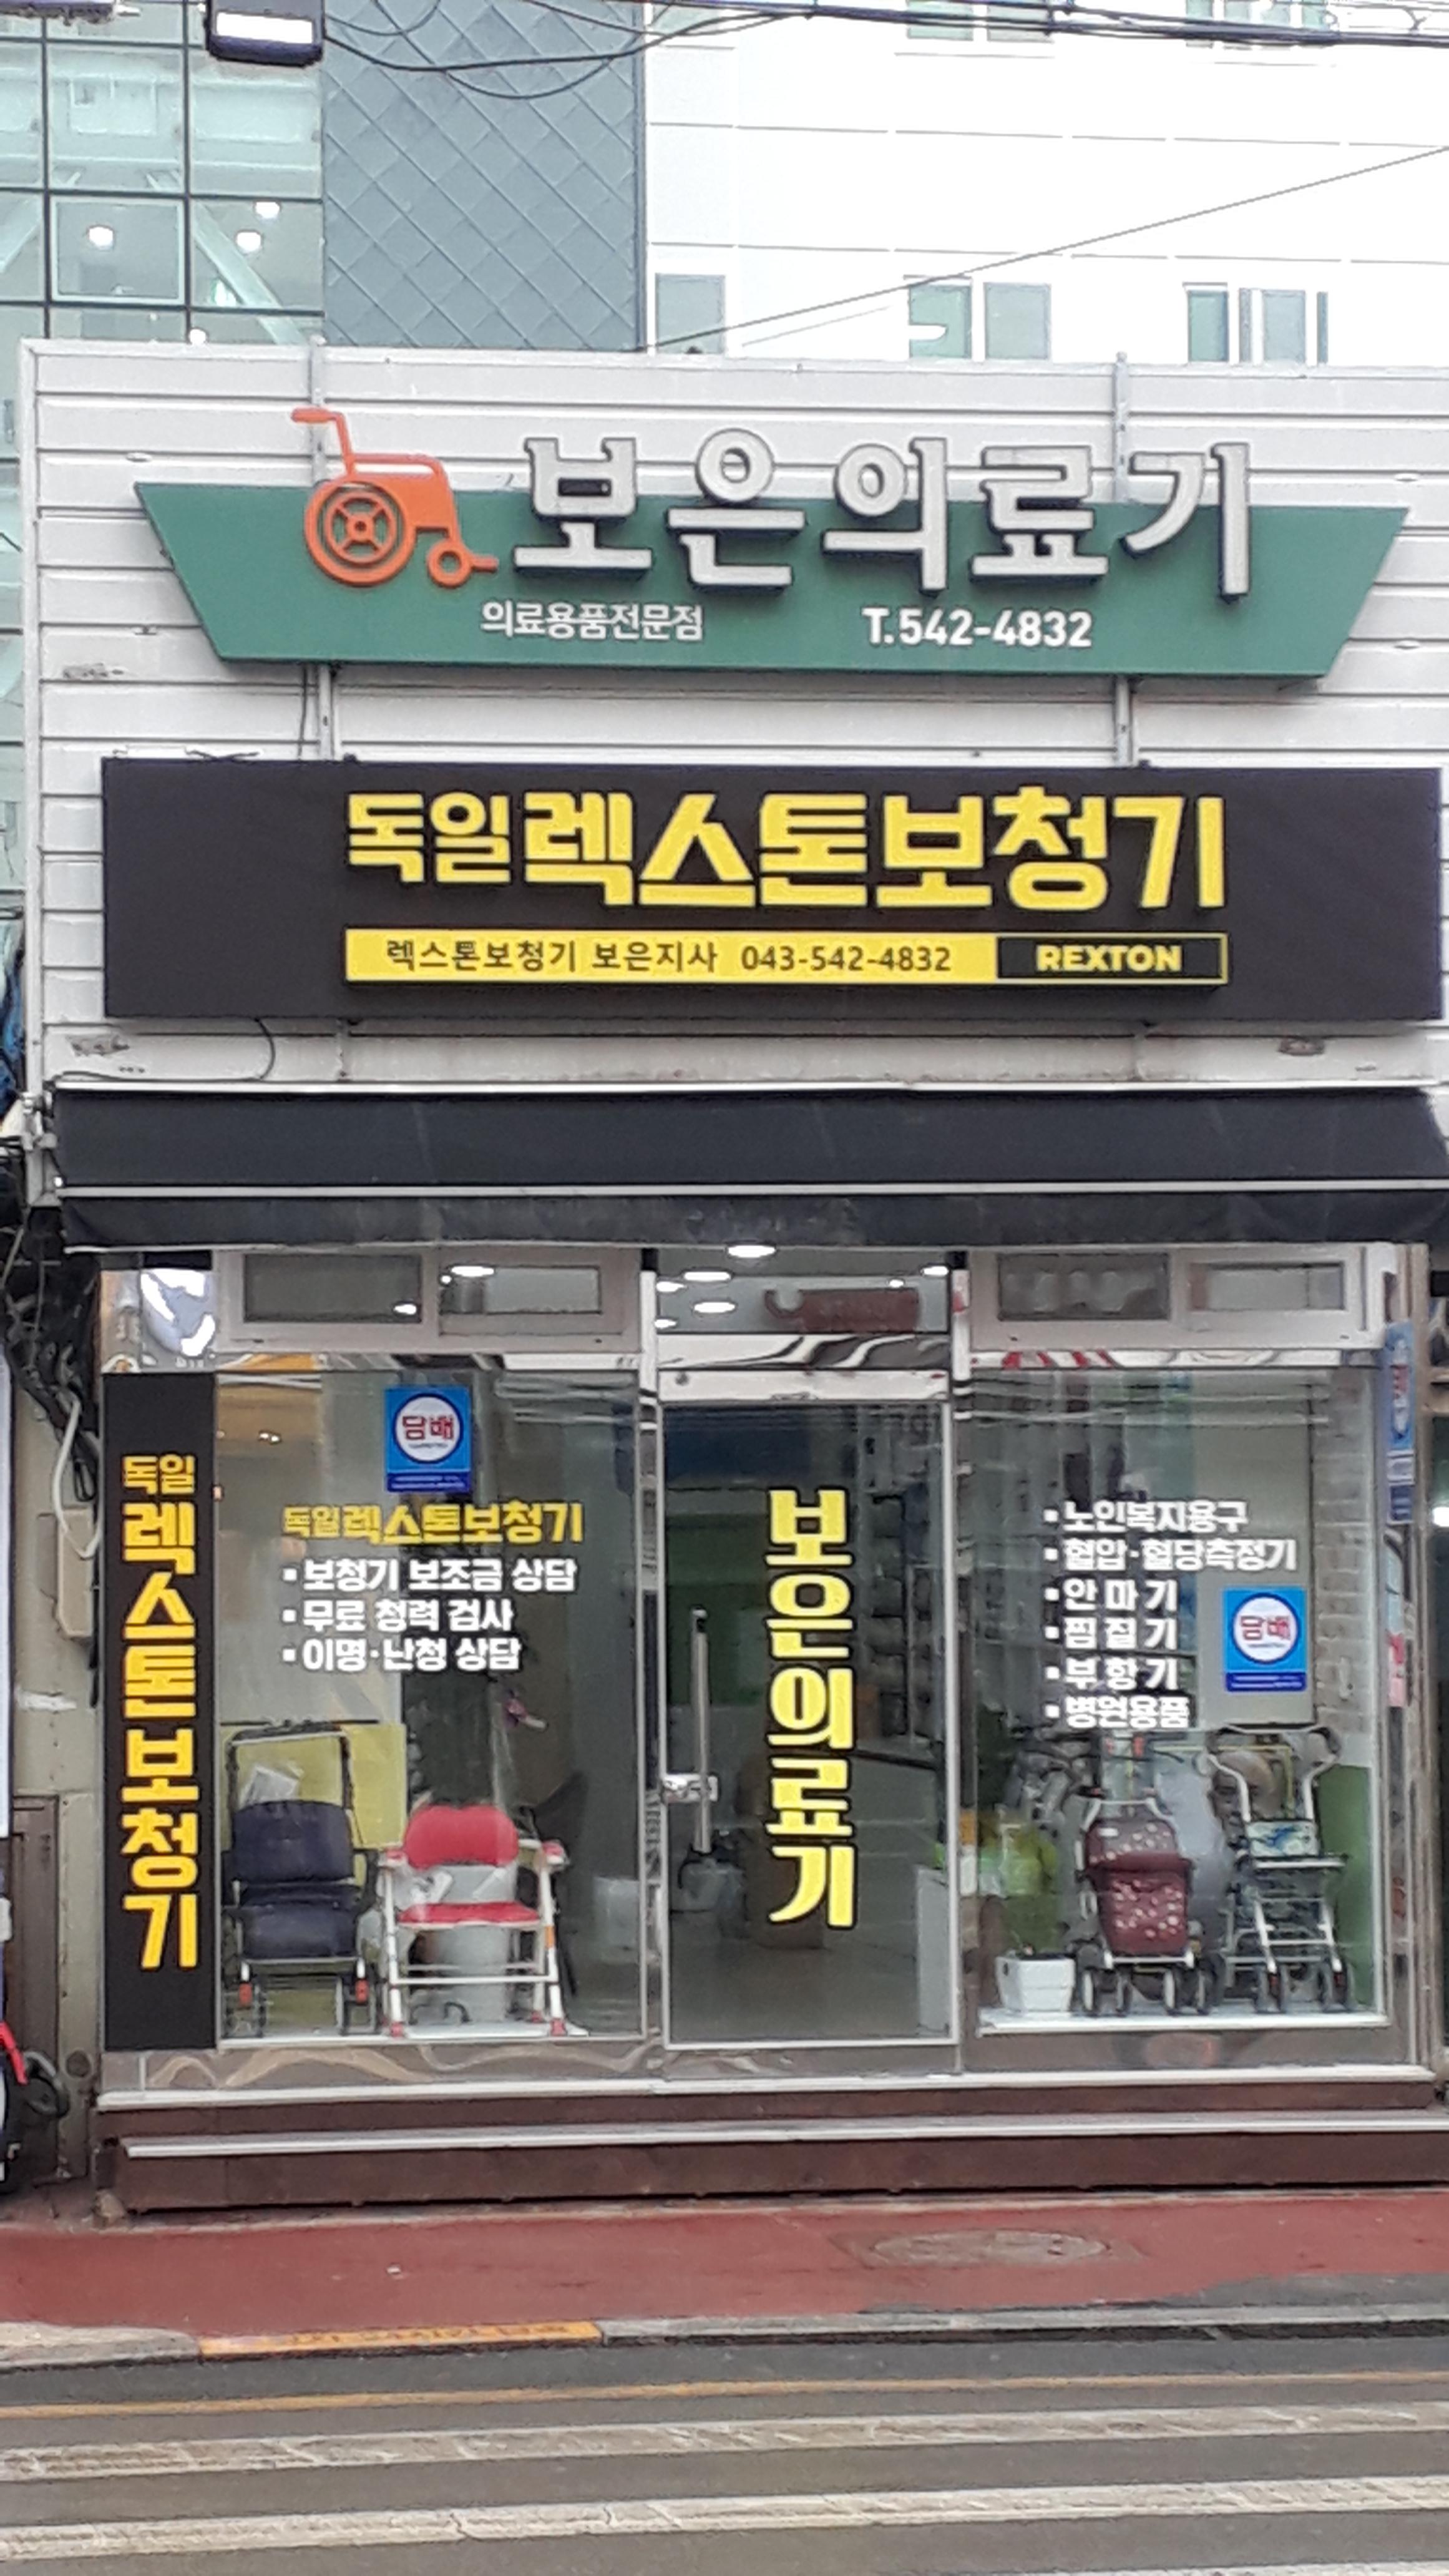 보은의료기
의료용품전문점 T.542-4832
독일렉스톤보청기
렉스톤보청기 보은지사 043-542-4832 REXTON
독일
렉스톤보청기
담배
독일렉스톤보청기
▪보청기 보조금 상담
▪무료 청력 검사
▪이명·난청 상담
보은의료기
▪노인복지용구
▪혈압·혈당측정기
▪안마기
▪찜질기
▪부항기
▪병원용품
담배